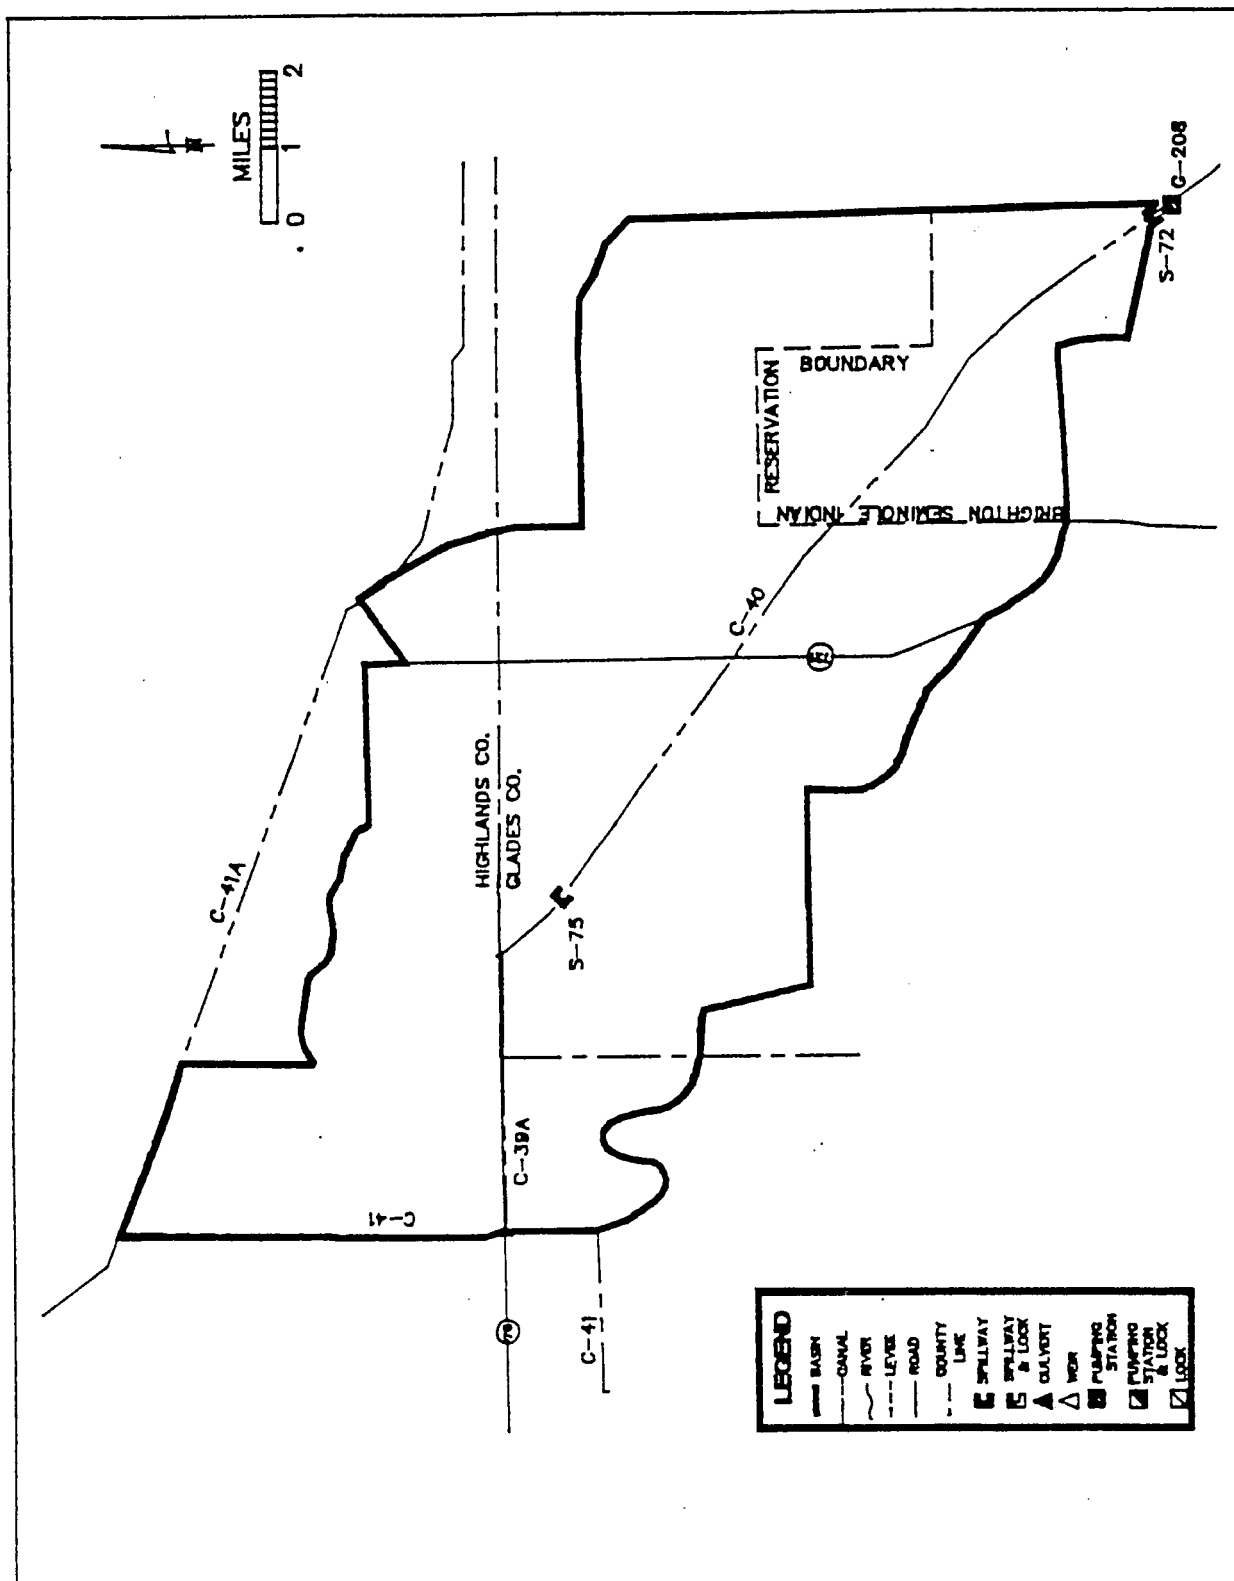 MILES
0 1 2
C-41A
HIGHLANDS CO.
GLADES CO.
C-41
C-39A
C-41
S-75
C-40
RESERVATION
BOUNDARY
BRIGHTON SEMINOLE INDIAN
S-72
G-208
LEGEND
BASIN
CANAL
RIVER
LEVEE
ROAD
COUNTY
LINE
SPILLWAY
SPILLWAY
& LOCK
CULVERT
WEIR
PUMPING
STATION
PUMPING
STATION
& LOCK
LOCK